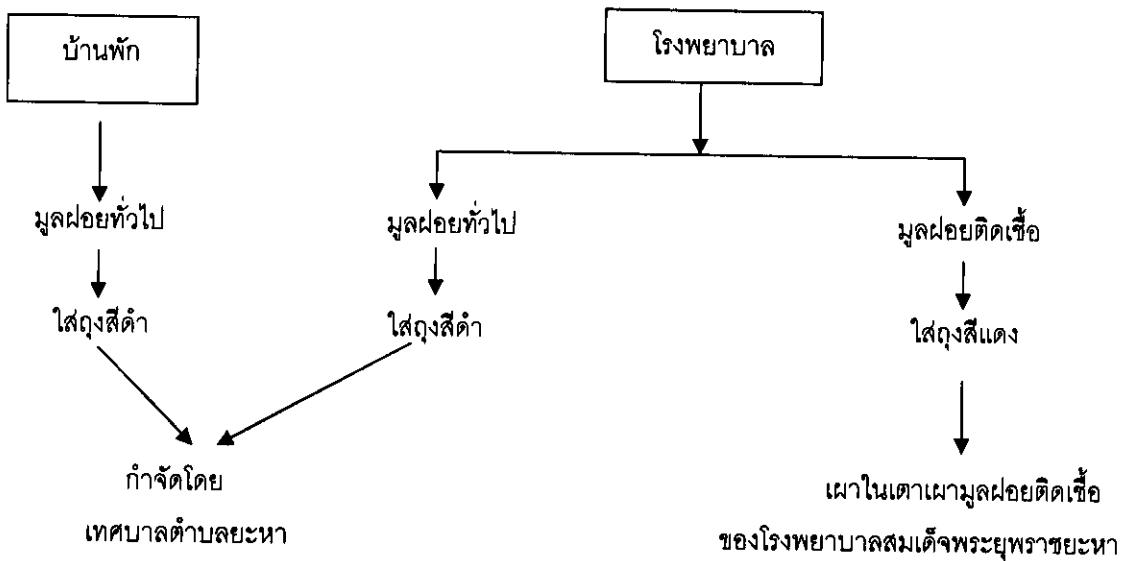 บ้านพัก
โรงพยาบาล
มูลฝอยทั่วไป
มูลฝอยทั่วไป
มูลฝอยติดเชื้อ
ใส่ถุงสีดำ
ใส่ถุงสีดำ
ใส่ถุงสีแดง
กำจัดโดย
เทศบาลตำบลยะหา
เผาในเตาเผามูลฝอยติดเชื้อ
ของโรงพยาบาลสมเด็จพระยุพราชยะหา